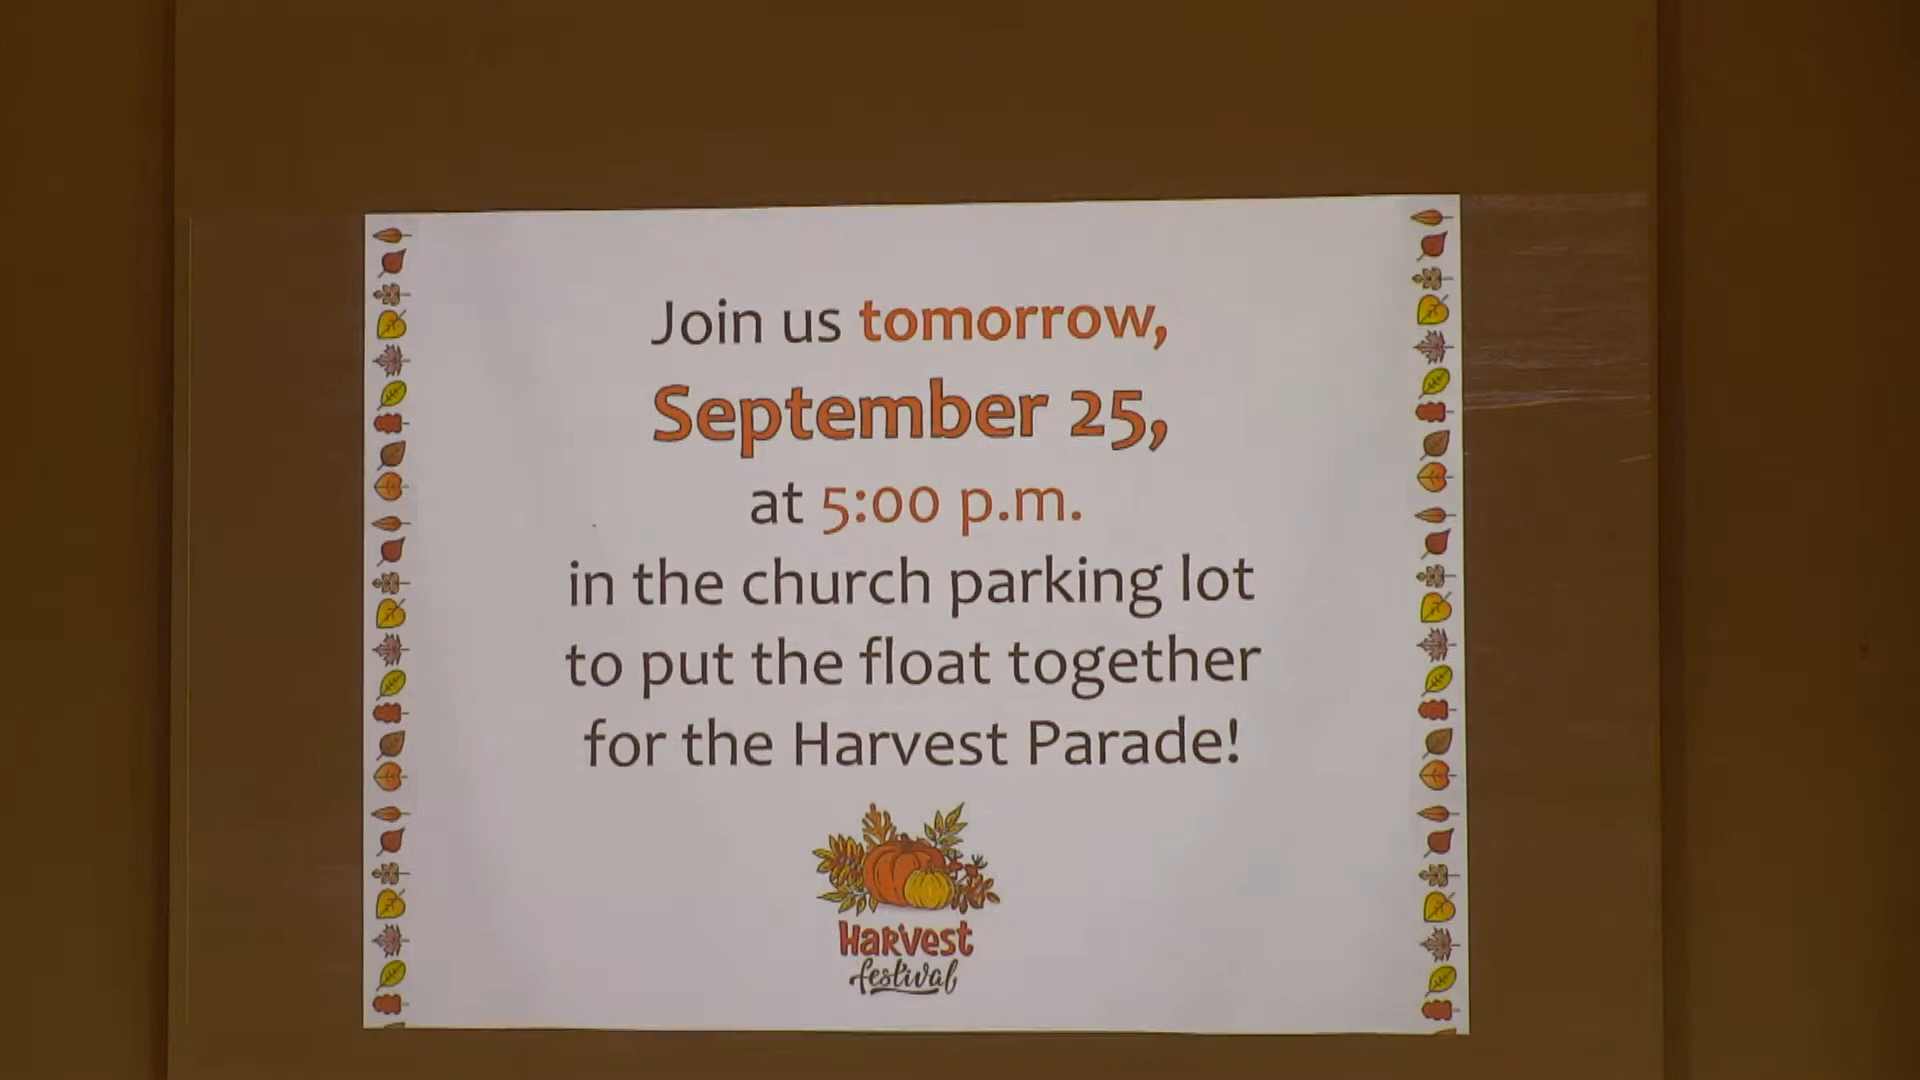 Join us tomorrow,
September 25,
at 5:00 p.m.
in the church parking lot
to put the float together
for the Harvest Parade!
Harvest
festival